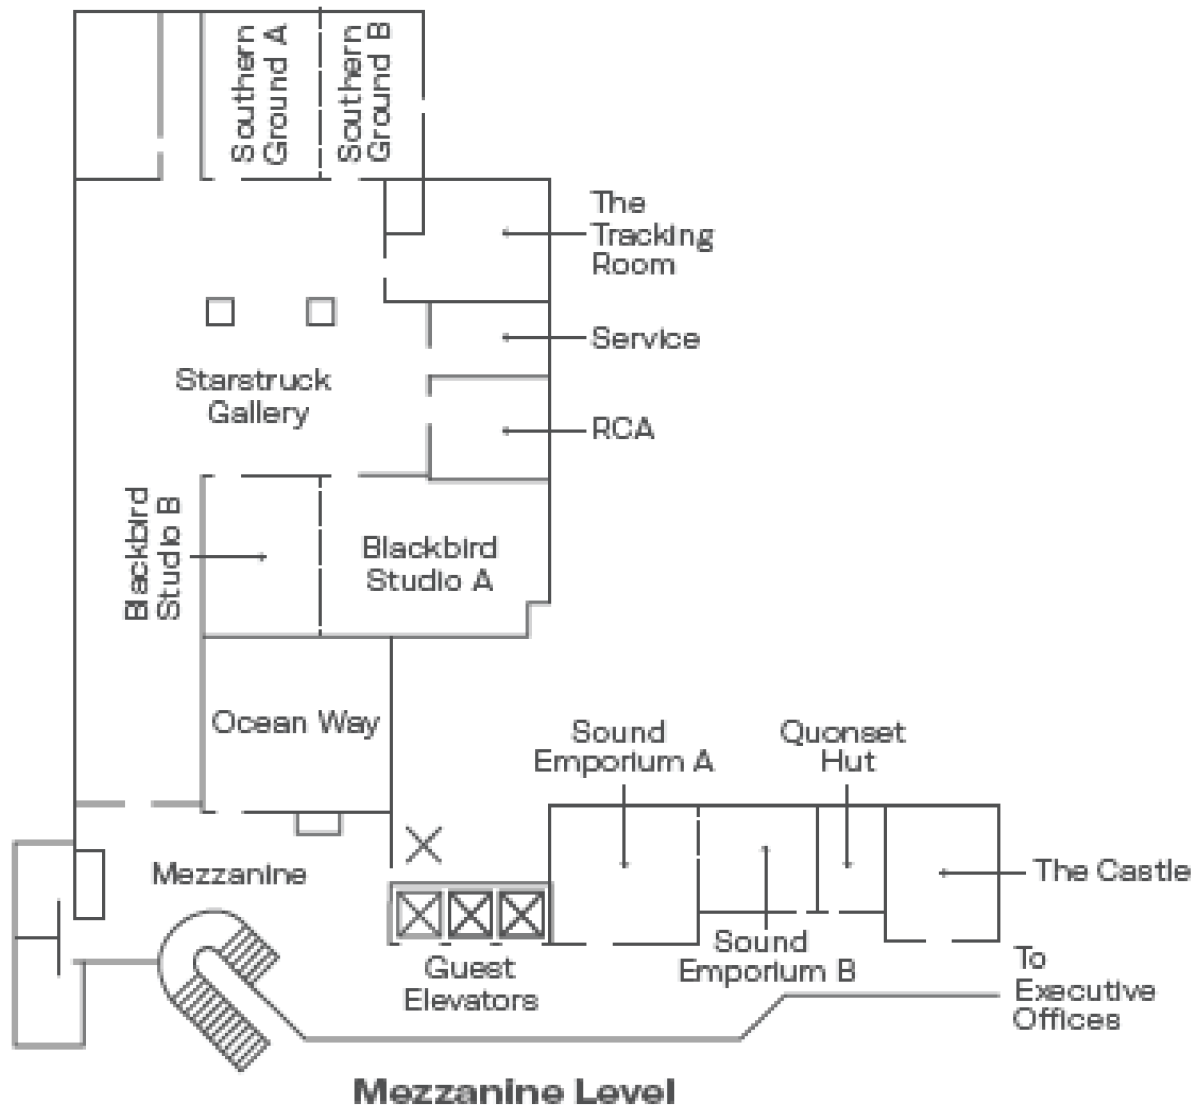 Southern
Ground A
Southern
Ground B
The
Tracking
Room
Service
Starstruck
Gallery
RCA
Blackbird
Studio B
Blackbird
Studio A
Ocean Way
Sound
Emporium A
Quonset
Hut
Mezzanine
The Castle
Sound
Emporium B
Guest
Elevators
To
Executive
Offices
Mezzanine Level